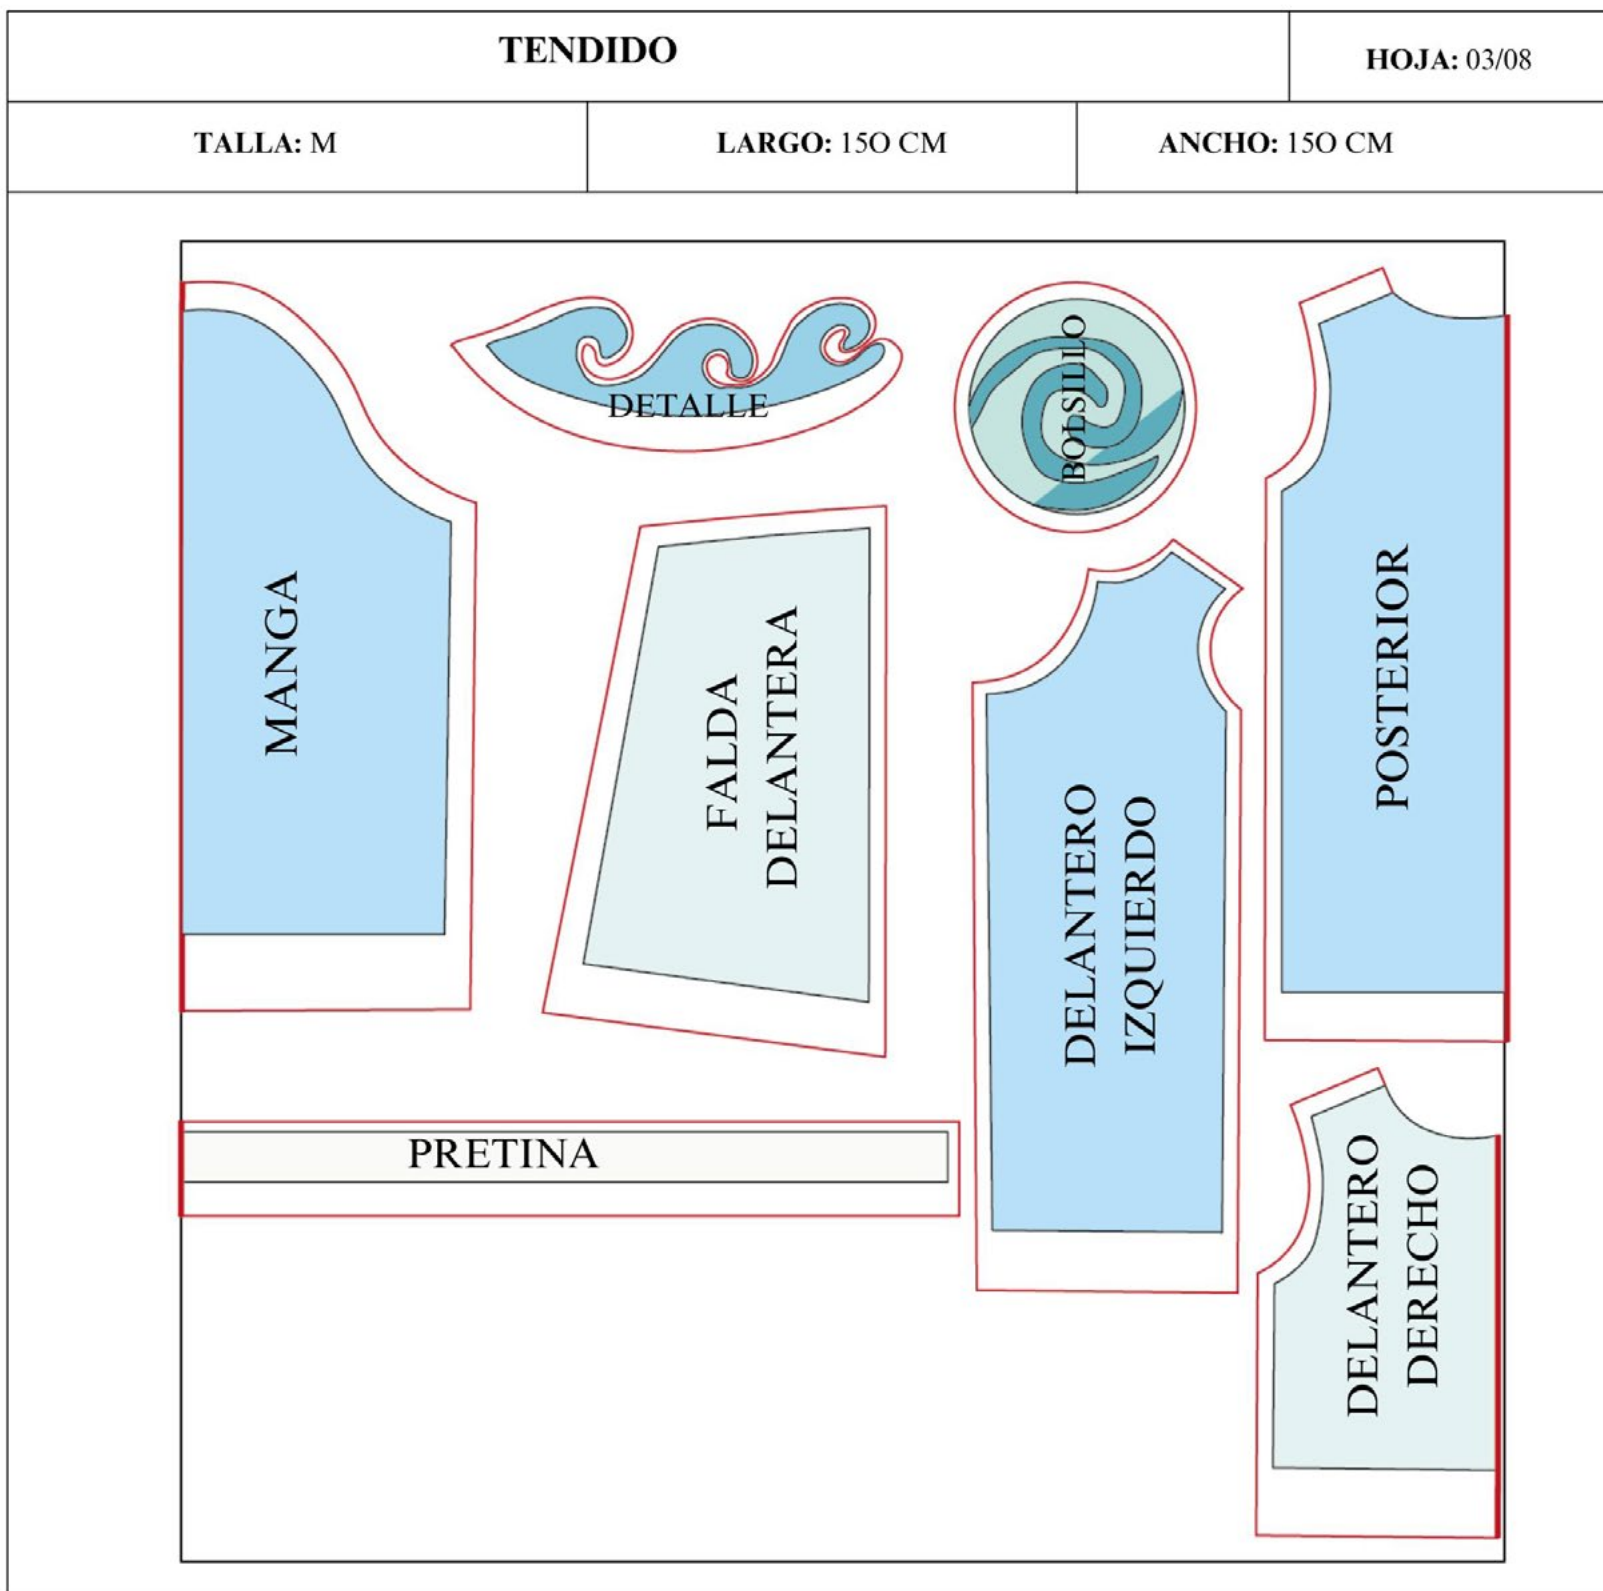 TENDIDO
HOJA: 03/08
TALLA: M
LARGO: 15O CM
ANCHO: 15O CM
DETALLE
BOLSILLO
MANGA
FALDA
DELANTERA
DELANTERO
IZQUIERDO
POSTERIOR
PRETINA
DELANTERO
DERECHO